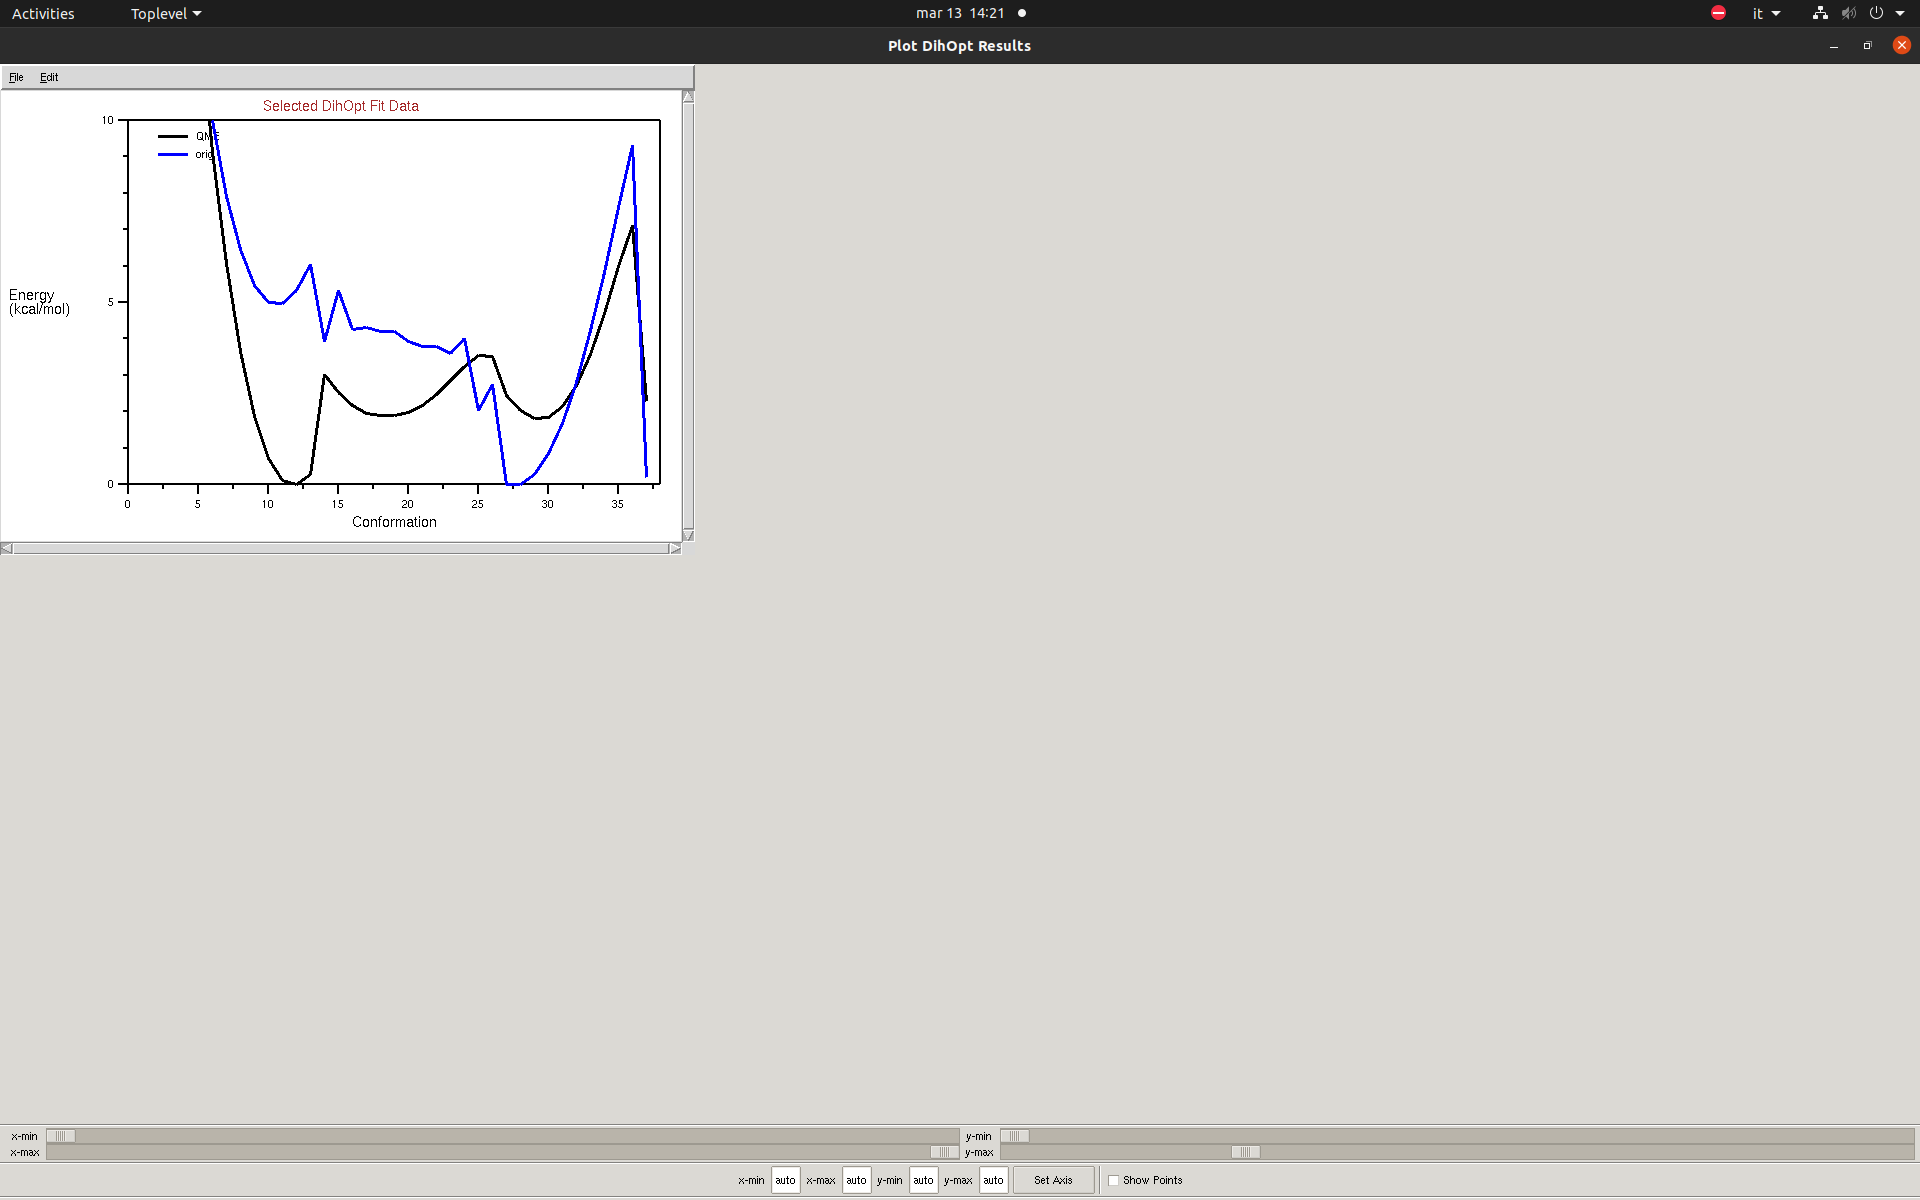 Activities Toplevel mar 13 14:21 it
Plot DihOpt Results
File Edit
Selected DihOpt Fit Data
10
QME
orig
Energy
(kcal/mol)
5
0
0 5 10 15 20 25 30 35
Conformation
x-min y-min
x-max y-max
x-min auto x-max auto y-min auto y-max auto Set Axis Show Points